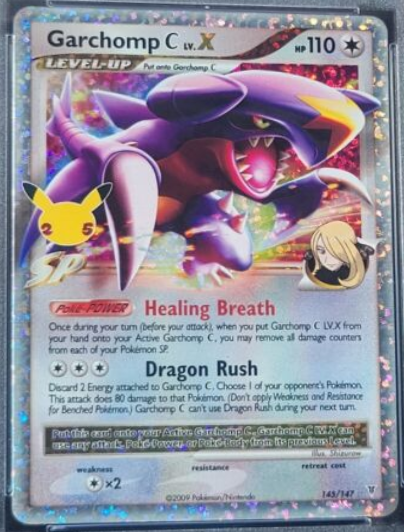 Garchomp C LV.X HP 110
LEVEL-UP Put onto Garchomp C
25
SP
Poké-POWER Healing Breath
Once during your turn (before your attack), when you put Garchomp C LV.X from
your hand onto your Active Garchomp C, you may remove all damage counters
from each of your Pokémon SP.
Dragon Rush
Discard 2 Energy attached to Garchomp C. Choose 1 of your opponent's Pokémon.
This attack does 80 damage to that Pokémon. (Don't apply Weakness and Resistance
for Benched Pokémon.) Garchomp C can't use Dragon Rush during your next turn.
Put this card onto your Active Garchomp C. Garchomp C LV.X can
use any attack, Poké-Power, or Poké-Body from its previous Level.
Illus. Shizurow
weakness resistance retreat cost
×2
©2009 Pokémon/Nintendo 145/147